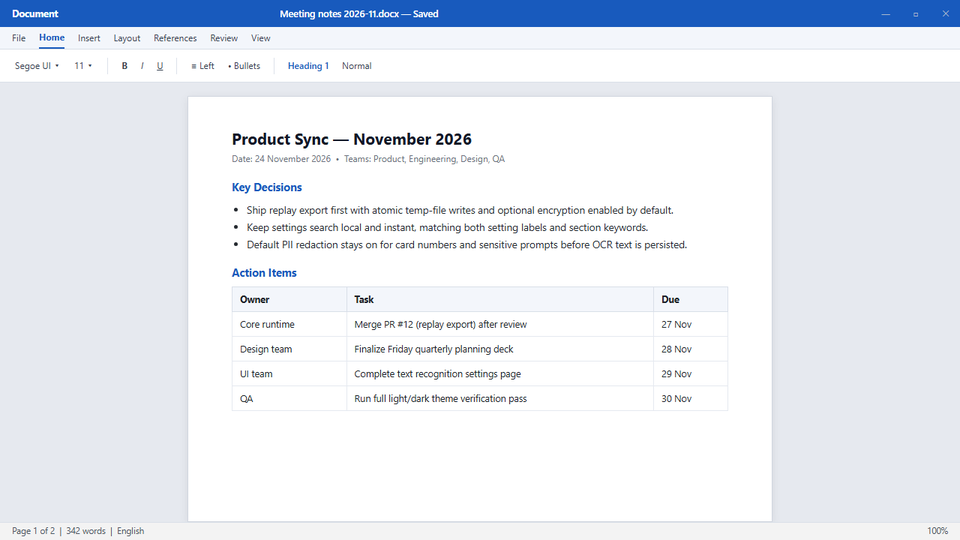 Document
Meeting notes 2026-11.docx — Saved
File Home Insert Layout References Review View
Segoe UI 11 B I U ≡ Left • Bullets Heading 1 Normal
Product Sync — November 2026
Date: 24 November 2026 • Teams: Product, Engineering, Design, QA
Key Decisions
• Ship replay export first with atomic temp-file writes and optional encryption enabled by default.
• Keep settings search local and instant, matching both setting labels and section keywords.
• Default PII redaction stays on for card numbers and sensitive prompts before OCR text is persisted.
Action Items
Owner Task Due
Core runtime Merge PR #12 (replay export) after review 27 Nov
Design team Finalize Friday quarterly planning deck 28 Nov
UI team Complete text recognition settings page 29 Nov
QA Run full light/dark theme verification pass 30 Nov
Page 1 of 2 | 342 words | English 100%